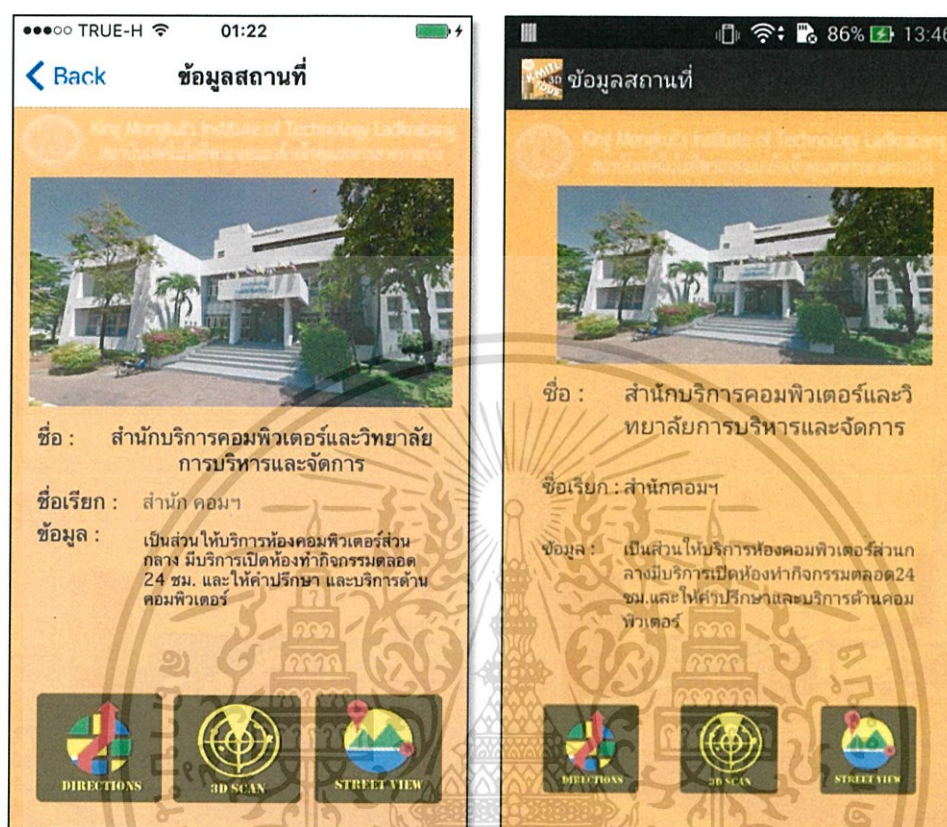 TRUE-H 01:22
Back ข้อมูลสถานที่
King Mongkut's Institute of Technology Ladkrabang
ชื่อ : สำนักบริการคอมพิวเตอร์และวิทยาลัย
การบริหารและจัดการ
ชื่อเรียก : สำนัก คอมฯ
ข้อมูล : เป็นส่วนให้บริการห้องคอมพิวเตอร์ส่วน
กลาง มีบริการเปิดห้องทำกิจกรรมตลอด
24 ชม. และให้คำปรึกษา และบริการด้าน
คอมพิวเตอร์
DIRECTIONS
3D SCAN
STREET VIEW
86% 13:46
KMITL 3D
ข้อมูลสถานที่
King Mongkut's Institute of Technology Ladkrabang
ชื่อ : สำนักบริการคอมพิวเตอร์และวิ
ทยาลัยการบริหารและจัดการ
ชื่อเรียก : สำนักคอมฯ
ข้อมูล : เป็นส่วนให้บริการห้องคอมพิวเตอร์ส่วนก
ลางมีบริการเปิดห้องทำกิจกรรมตลอด24
ชม.และให้คำปรึกษาและบริการด้านคอม
พิวเตอร์
DIRECTIONS
3D SCAN
STREET VIEW